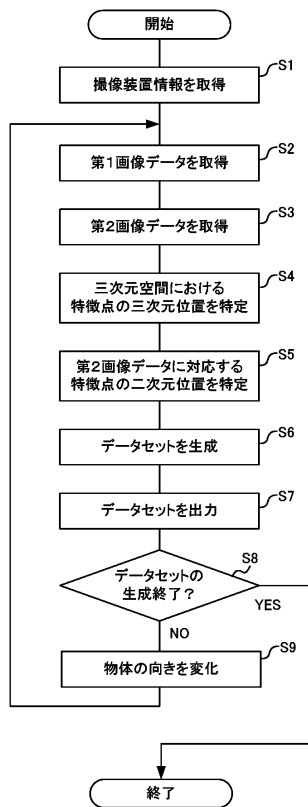 開始
S1
撮像装置情報を取得
S2
第1画像データを取得
S3
第2画像データを取得
S4
三次元空間における
特徴点の三次元位置を特定
S5
第2画像データに対応する
特徴点の二次元位置を特定
S6
データセットを生成
S7
データセットを出力
S8
データセットの
生成終了？
YES
NO
S9
物体の向きを変化
終了